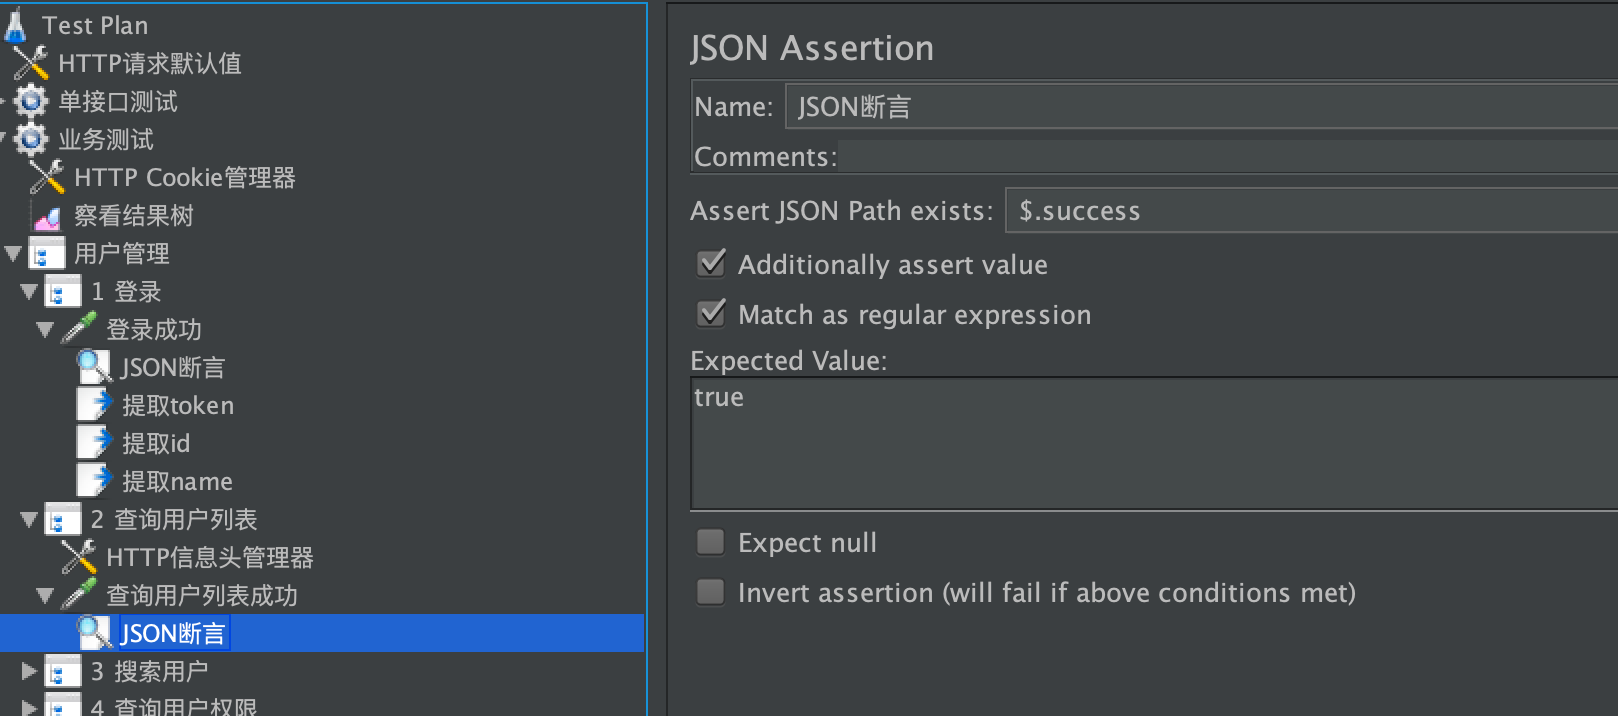 Test Plan
HTTP请求默认值
单接口测试
业务测试
HTTP Cookie管理器
察看结果树
用户管理
1 登录
登录成功
JSON断言
提取token
提取id
提取name
2 查询用户列表
HTTP信息头管理器
查询用户列表成功
JSON断言
3 搜索用户
4 查询用户权限
JSON Assertion
Name: JSON断言
Comments:
Assert JSON Path exists: $.success
Additionally assert value
Match as regular expression
Expected Value:
true
Expect null
Invert assertion (will fail if above conditions met)